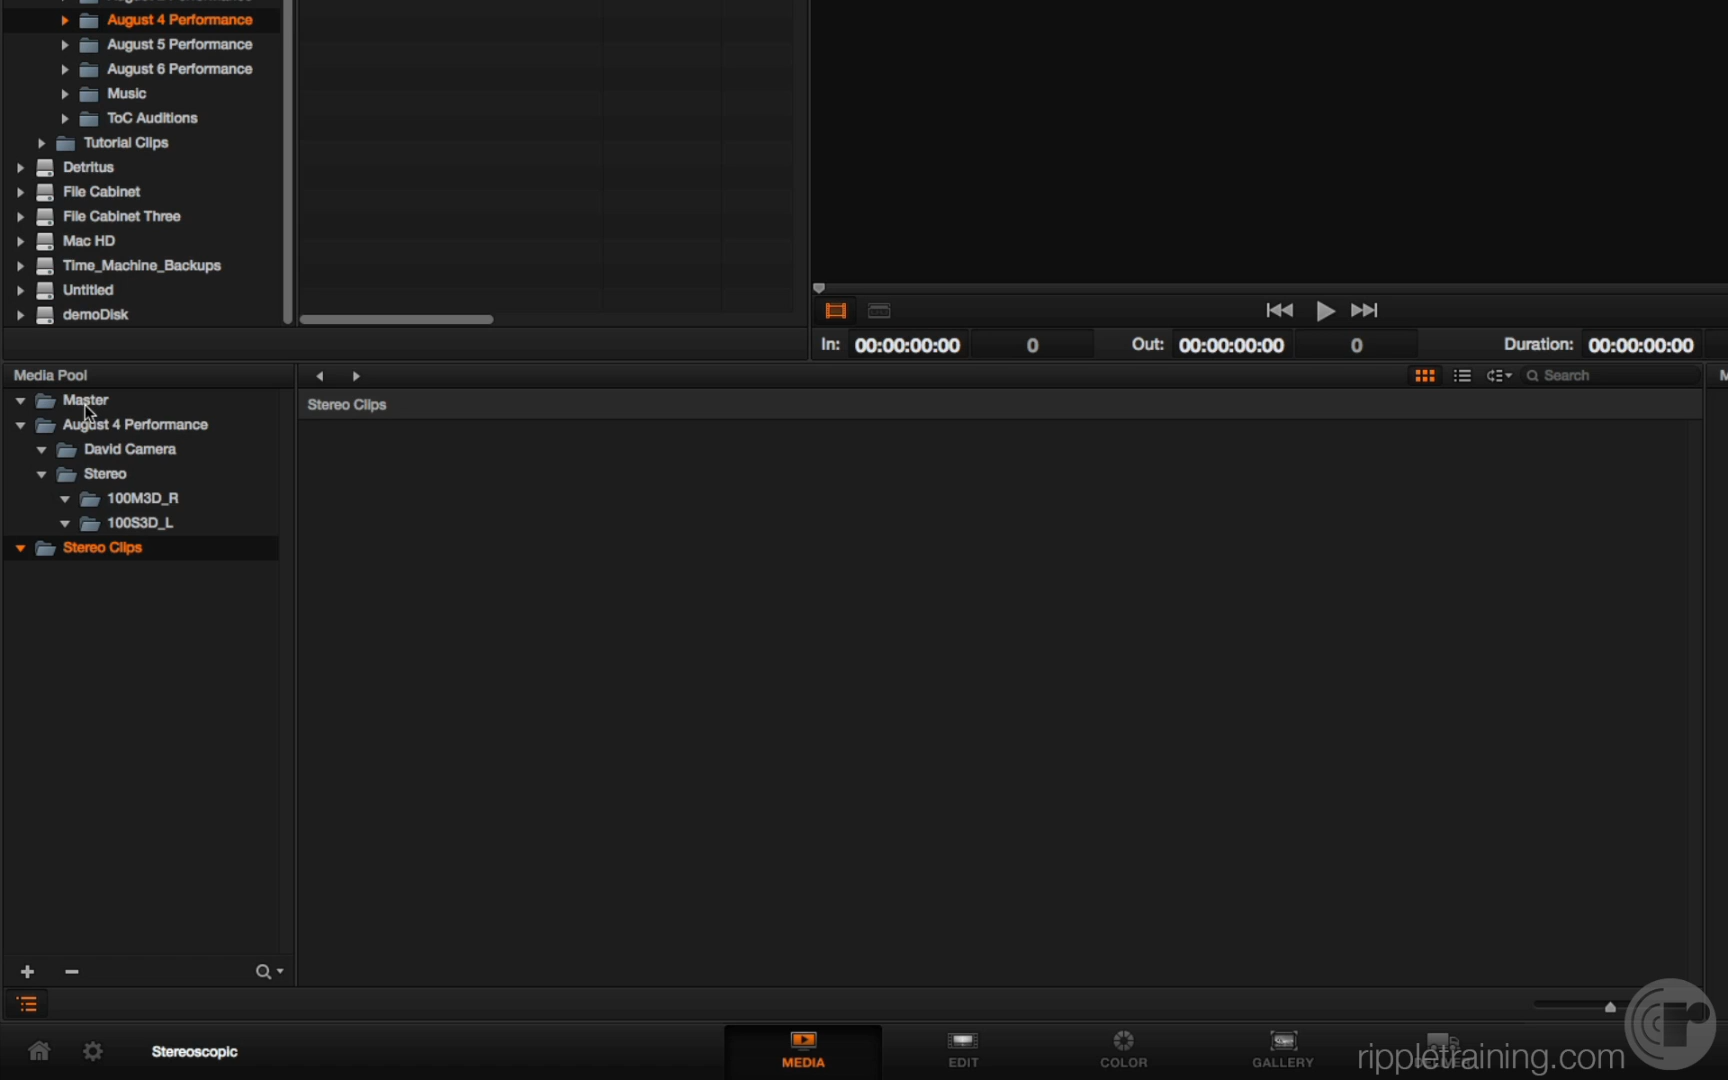 August 4 Performance
August 5 Performance
August 6 Performance
Music
ToC Auditions
Tutorial Clips
Detritus
File Cabinet
File Cabinet Three
Mac HD
Time_Machine_Backups
Untitled
demoDisk
In: 00:00:00:00 0 Out: 00:00:00:00 0 Duration: 00:00:00:00
Media Pool
Search
Master
Stereo Clips
August 4 Performance
David Camera
Stereo
100M3D_R
100S3D_L
Stereo Clips
Stereoscopic
MEDIA
EDIT
COLOR
GALLERY
rippletraining.com